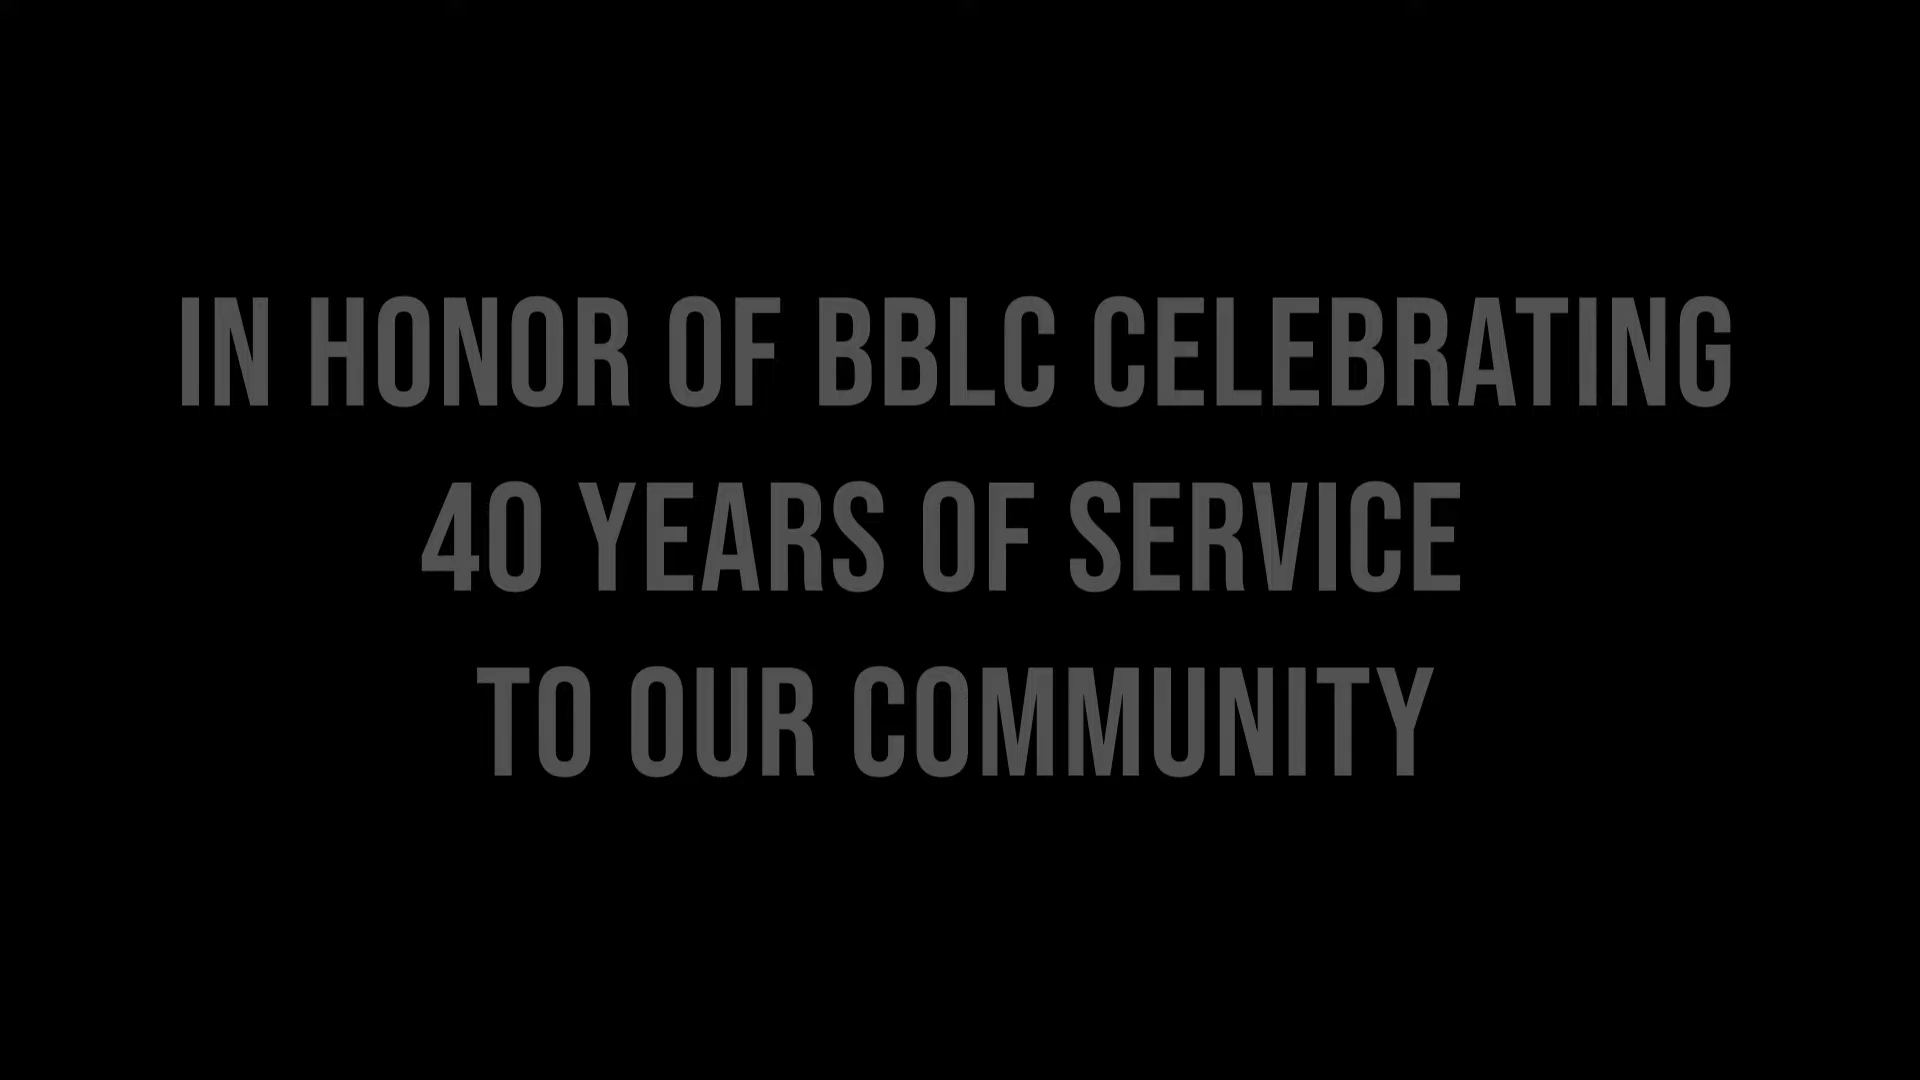 IN HONOR OF BBLC CELEBRATING
40 YEARS OF SERVICE
TO OUR COMMUNITY